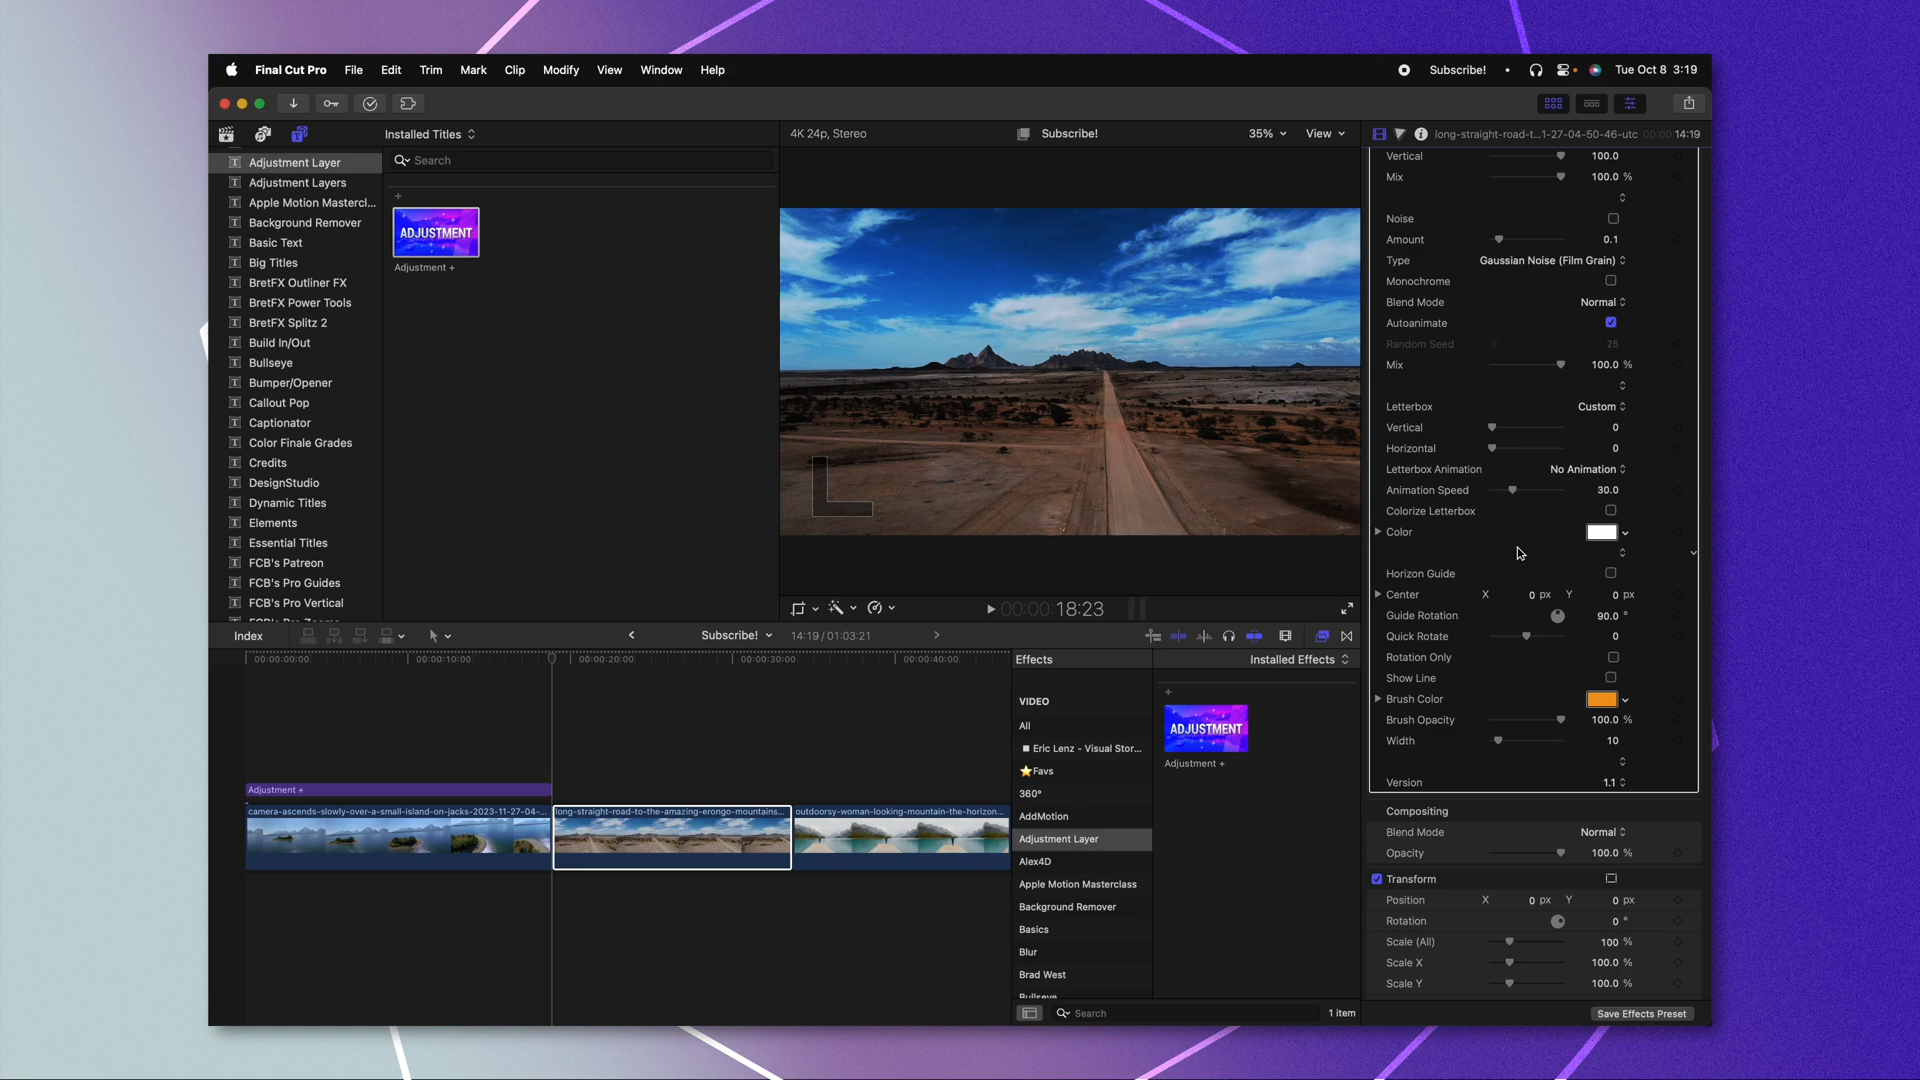 Final Cut Pro File Edit Trim Mark Clip Modify View Window Help
Subscribe! Tue Oct 8 3:19
Installed Titles
4K 24p, Stereo
Subscribe!
35%
View
long-straight-road-t...1-27-04-50-46-utc 00:00:14:19
Adjustment Layer
Adjustment Layers
Apple Motion Mastercl...
Background Remover
Basic Text
Big Titles
BretFX Outliner FX
BretFX Power Tools
BretFX Splitz 2
Build In/Out
Bullseye
Bumper/Opener
Callout Pop
Captionator
Color Finale Grades
Credits
DesignStudio
Dynamic Titles
Elements
Essential Titles
FCB's Patreon
FCB's Pro Guides
FCB's Pro Vertical
Search
ADJUSTMENT
Adjustment +
00:00:00:18:23
Vertical 100.0
Mix 100.0 %
Noise
Amount 0.1
Type Gaussian Noise (Film Grain)
Monochrome
Blend Mode Normal
Autoanimate
Random Seed 25
Mix 100.0 %
Letterbox Custom
Vertical 0
Horizontal 0
Letterbox Animation No Animation
Animation Speed 30.0
Colorize Letterbox
Color
Horizon Guide
Center X 0 px Y 0 px
Guide Rotation 90.0 °
Quick Rotate 0
Rotation Only
Show Line
Brush Color
Brush Opacity 100.0 %
Width 10
Version 1.1
Compositing
Blend Mode Normal
Opacity 100.0 %
Transform
Position X 0 px Y 0 px
Rotation 0 °
Scale (All) 100 %
Scale X 100.0 %
Scale Y 100.0 %
Save Effects Preset
Index
Subscribe!
14:19 / 01:03:21
00:00:00:00
00:00:10:00
00:00:20:00
00:00:30:00
00:00:40:00
Adjustment +
camera-ascends-slowly-over-a-small-island-on-jacks-2023-11-27-04-...
long-straight-road-to-the-amazing-erongo-mountains...
outdoorsy-woman-looking-mountain-the-horizon...
Effects
Installed Effects
VIDEO
All
Eric Lenz - Visual Stor...
Favs
360°
AddMotion
Adjustment Layer
Alex4D
Apple Motion Masterclass
Background Remover
Basics
Blur
Brad West
Bullseye
ADJUSTMENT
Adjustment +
Search
1 item